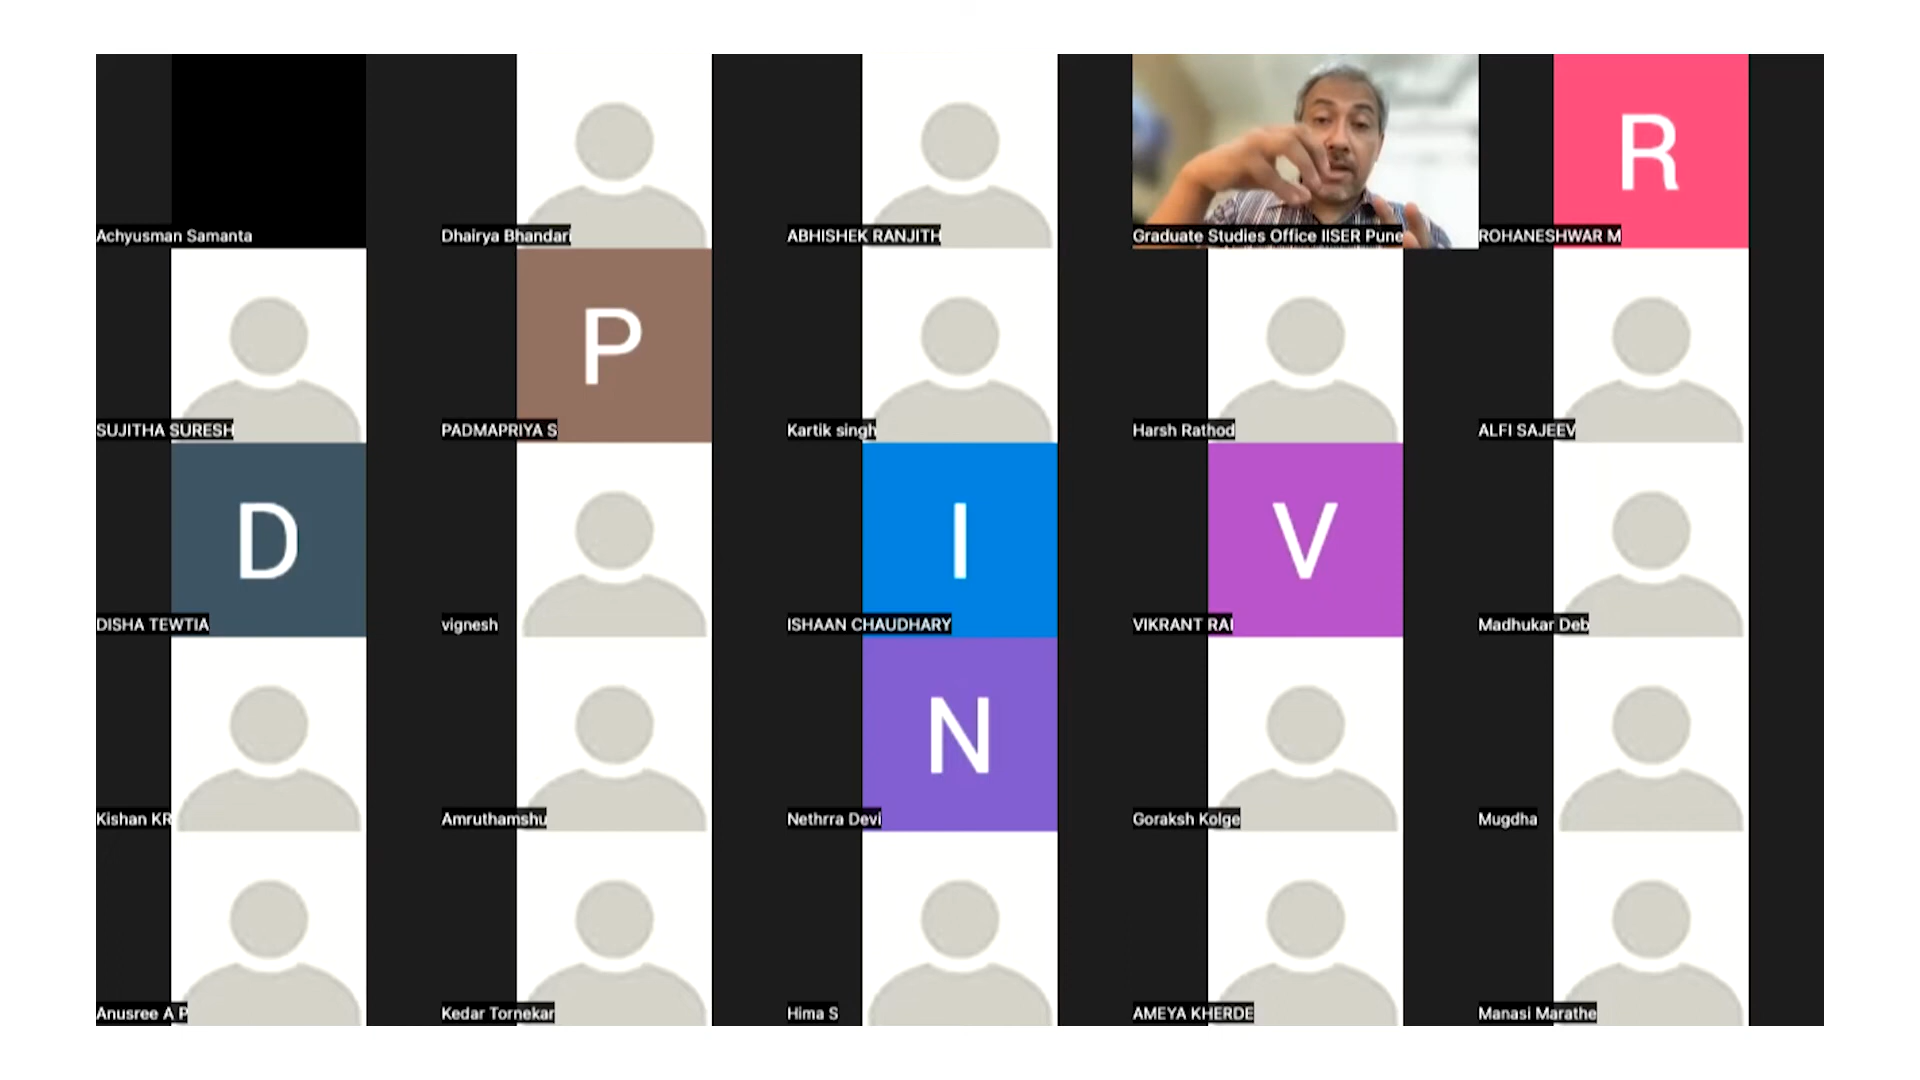 R
Achyusman Samanta
Dhairya Bhandari
ABHISHEK RANJITH
Graduate Studies Office IISER Pune
ROHANESHWAR M
P
SUJITHA SURESH
PADMAPRIYA S
Kartik singh
Harsh Rathod
ALFI SAJEEV
D
I
V
DISHA TEWTIA
vignesh
ISHAAN CHAUDHARY
VIKRANT RAI
Madhukar Deb
N
Kishan KR
Amruthamshu
Nethrra Devi
Goraksh Kolge
Mugdha
Anusree A P
Kedar Tornekar
Hima S
AMEYA KHERDE
Manasi Marathe